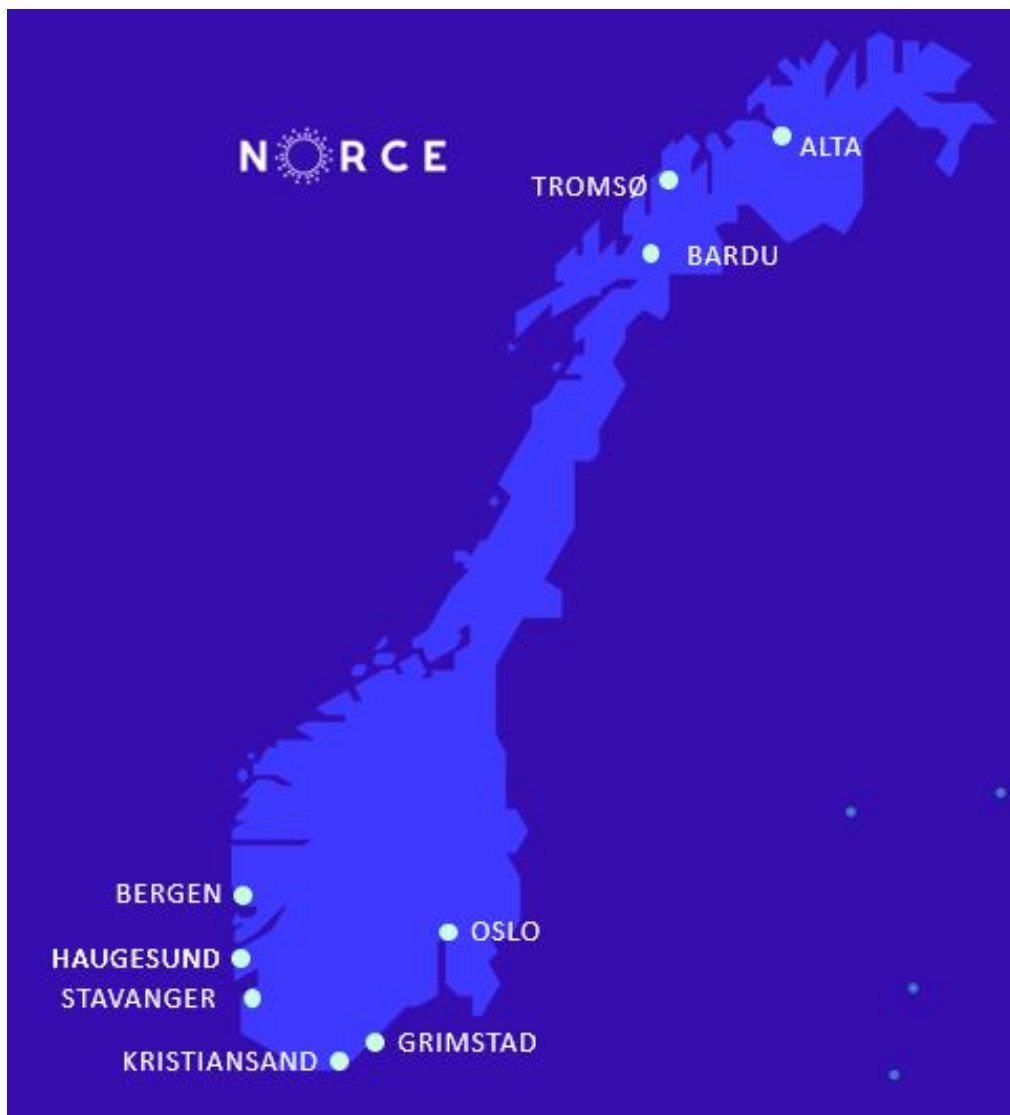 NORCE
ALTA
TROMSØ
BARDU
BERGEN
OSLO
HAUGESUND
STAVANGER
GRIMSTAD
KRISTIANSAND